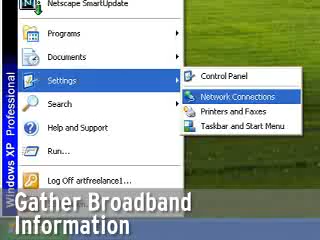 Netscape SmartUpdate
Programs
Documents
Settings
Control Panel
Network Connections
Printers and Faxes
Taskbar and Start Menu
Search
Help and Support
Run...
Log Off artfreelance1...
Windows XP Professional
Gather Broadband
Information